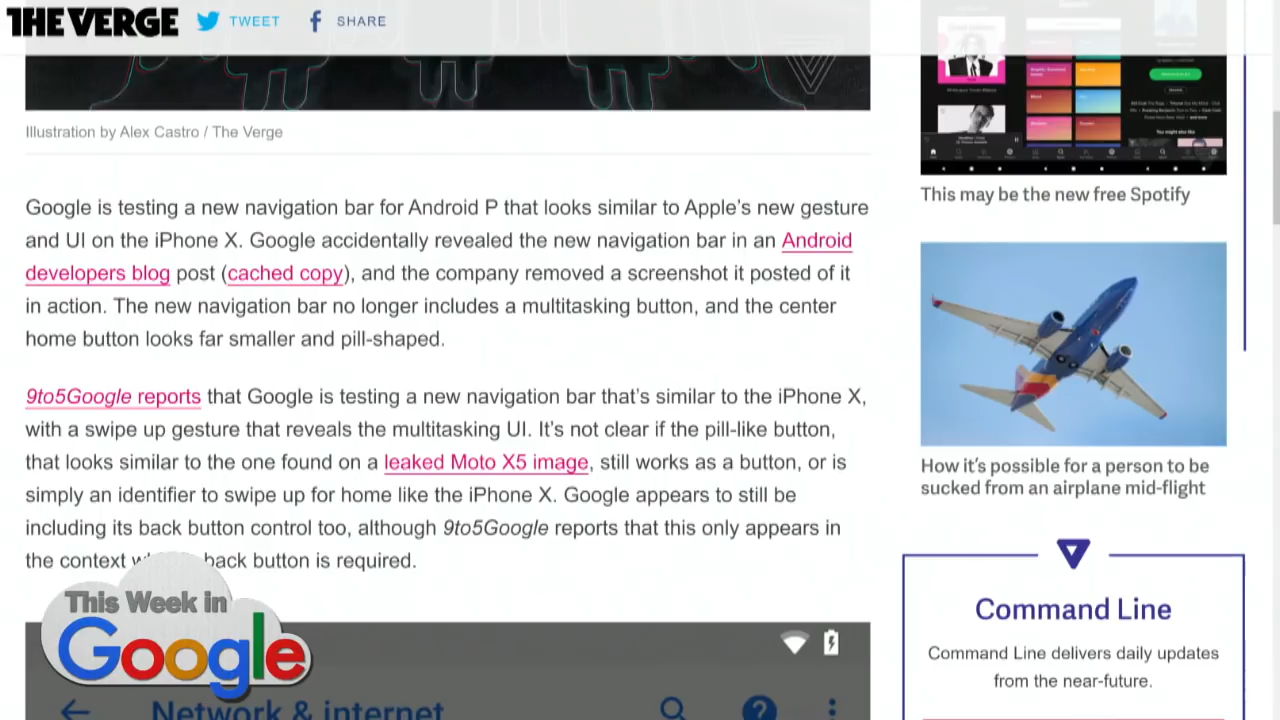 THE VERGE TWEET SHARE
Illustration by Alex Castro / The Verge
Google is testing a new navigation bar for Android P that looks similar to Apple's new gesture
and UI on the iPhone X. Google accidentally revealed the new navigation bar in an Android
developers blog post (cached copy), and the company removed a screenshot it posted of it
in action. The new navigation bar no longer includes a multitasking button, and the center
home button looks far smaller and pill-shaped.
9to5Google reports that Google is testing a new navigation bar that's similar to the iPhone X,
with a swipe up gesture that reveals the multitasking UI. It's not clear if the pill-like button,
that looks similar to the one found on a leaked Moto X5 image, still works as a button, or is
simply an identifier to swipe up for home like the iPhone X. Google appears to still be
including its back button control too, although 9to5Google reports that this only appears in
the context back button is required.
This Week in
Google
Network & internet
This may be the new free Spotify
How it's possible for a person to be
sucked from an airplane mid-flight
Command Line
Command Line delivers daily updates
from the near-future.